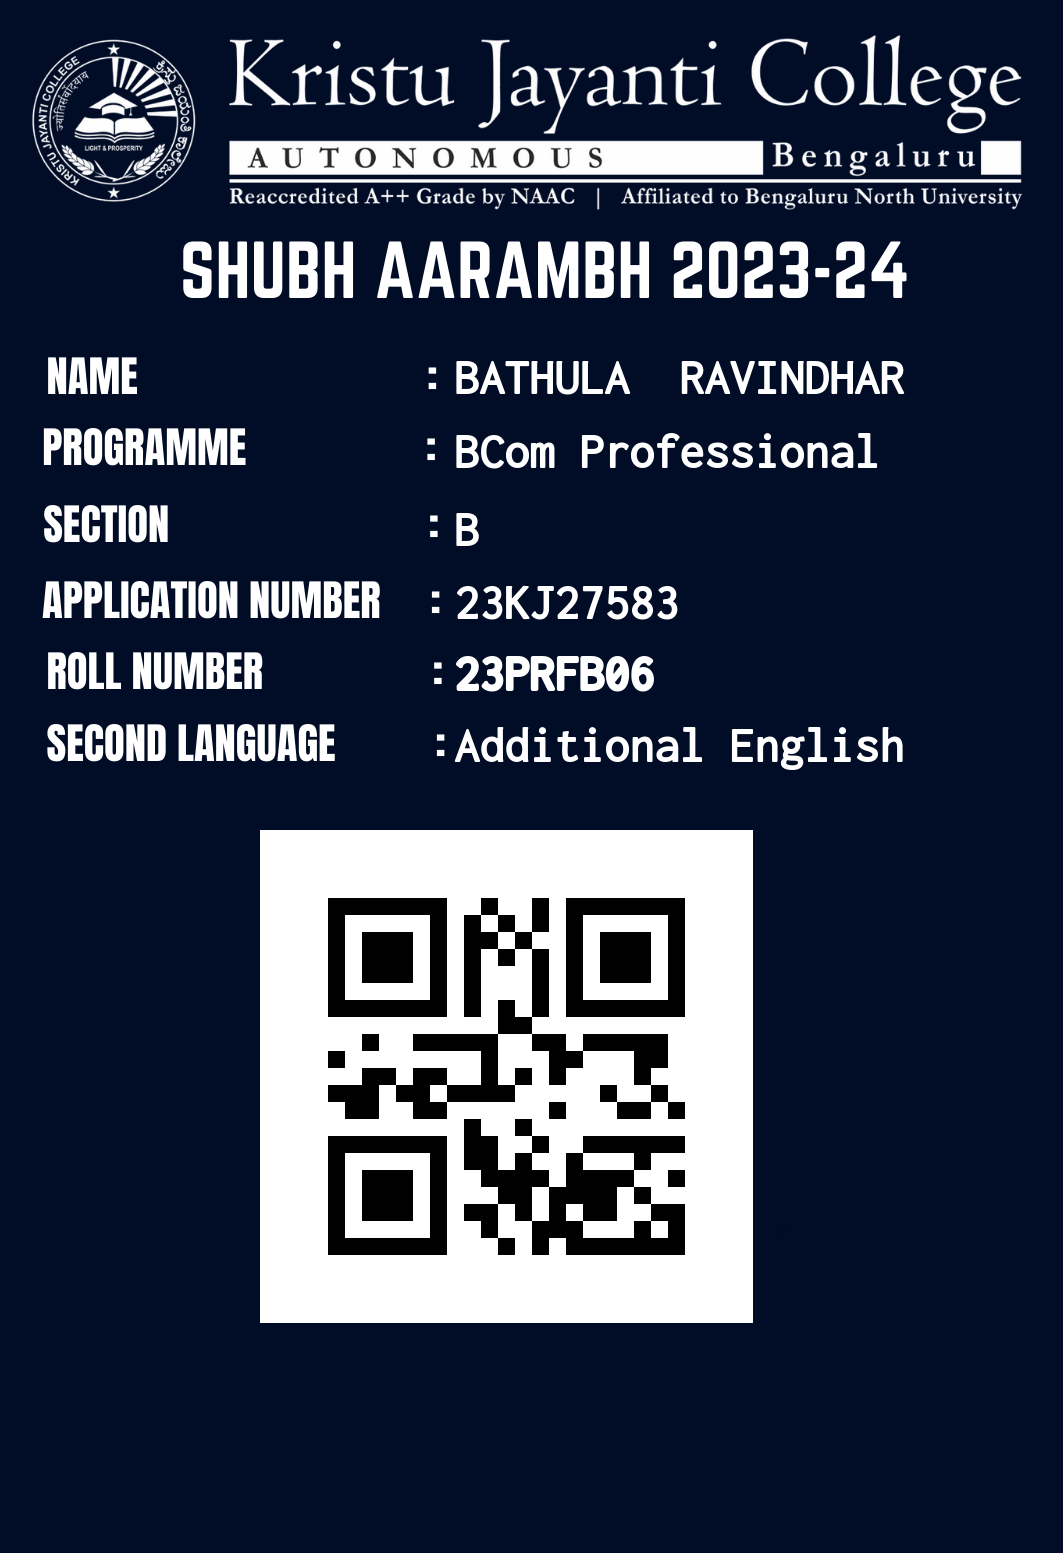 Kristu Jayanti College
AUTONOMOUS Bengaluru
Reaccredited A++ Grade by NAAC | Affiliated to Bengaluru North University
KRISTU JAYANTI COLLEGE
LIGHT & PROSPERITY
SHUBH AARAMBH 2023-24
NAME : BATHULA RAVINDHAR
PROGRAMME : BCom Professional
SECTION : B
APPLICATION NUMBER : 23KJ27583
ROLL NUMBER : 23PRFB06
SECOND LANGUAGE : Additional English